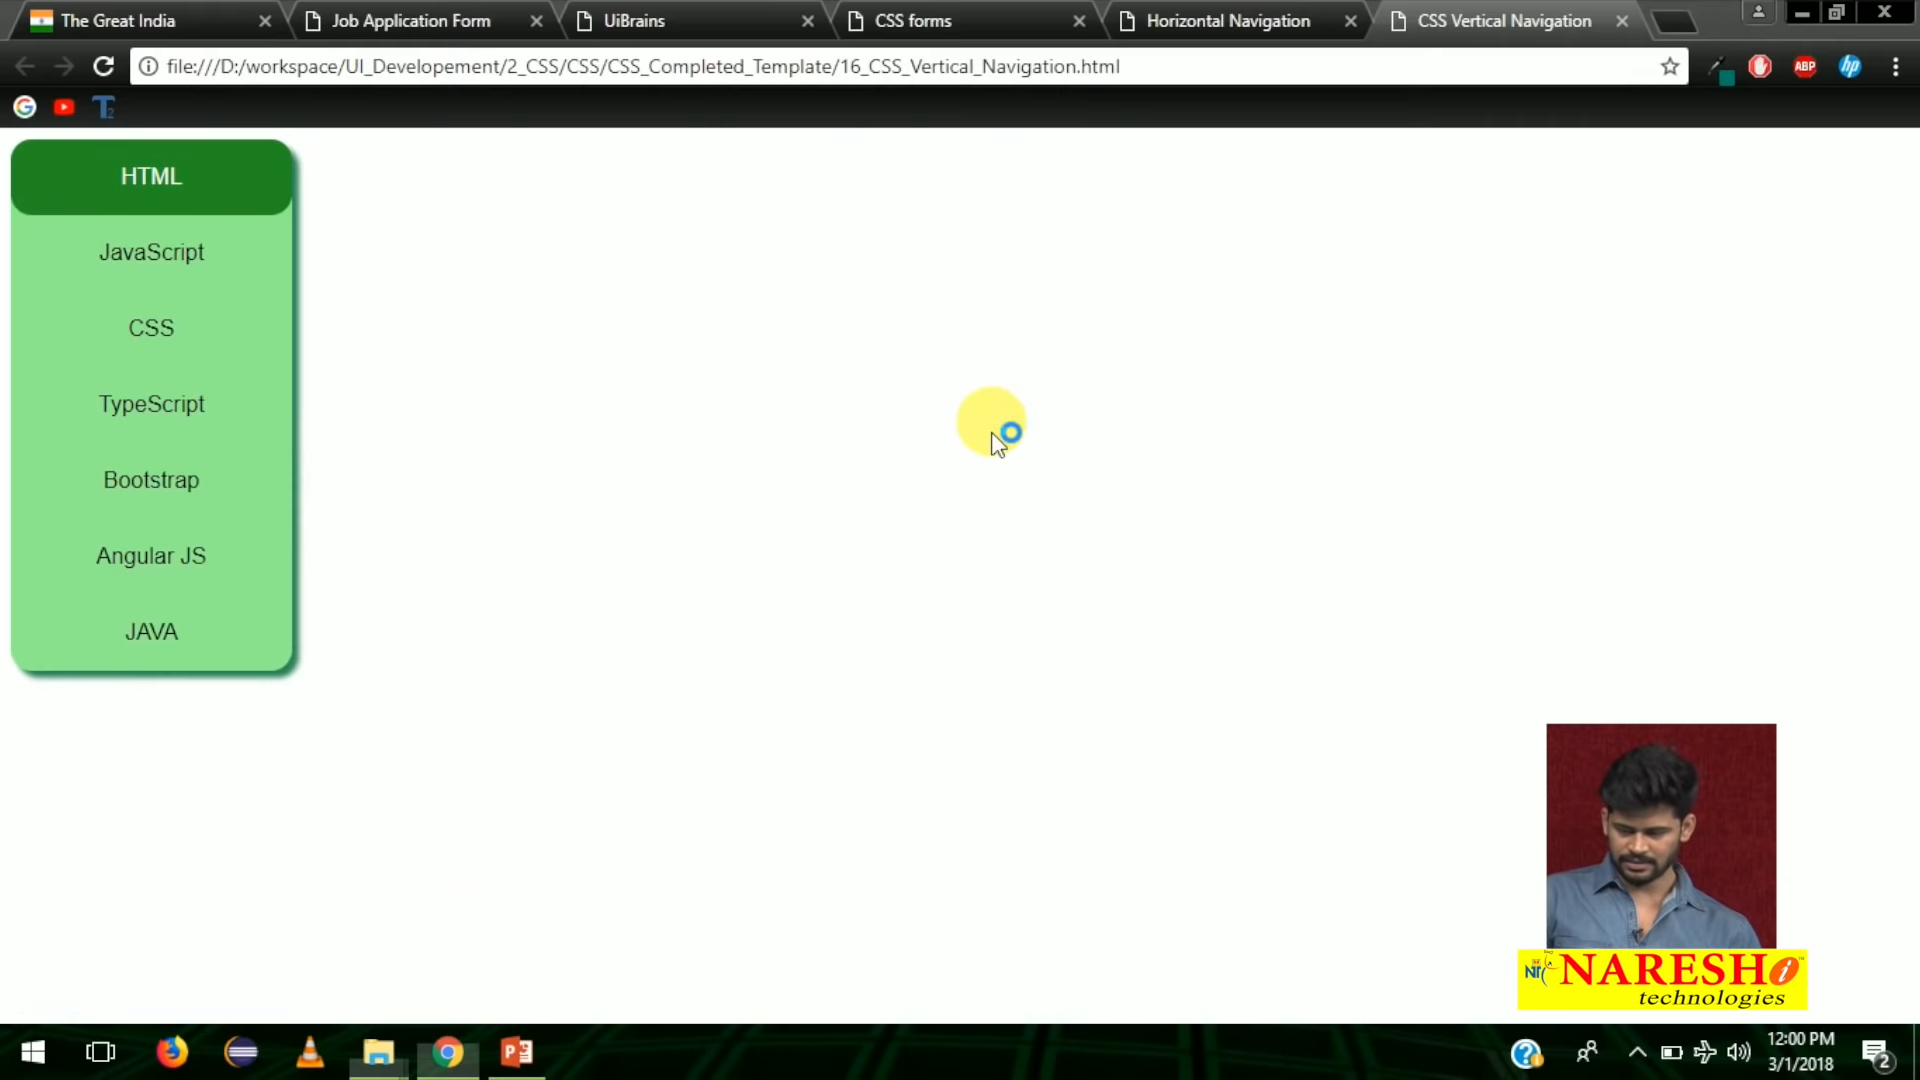 The Great India
Job Application Form
UiBrains
CSS forms
Horizontal Navigation
CSS Vertical Navigation
file:///D:/workspace/UI_Developement/2_CSS/CSS/CSS_Completed_Template/16_CSS_Vertical_Navigation.html
ABP
hp
HTML
JavaScript
CSS
TypeScript
Bootstrap
Angular JS
JAVA
NARESH i
technologies
12:00 PM
3/1/2018
2